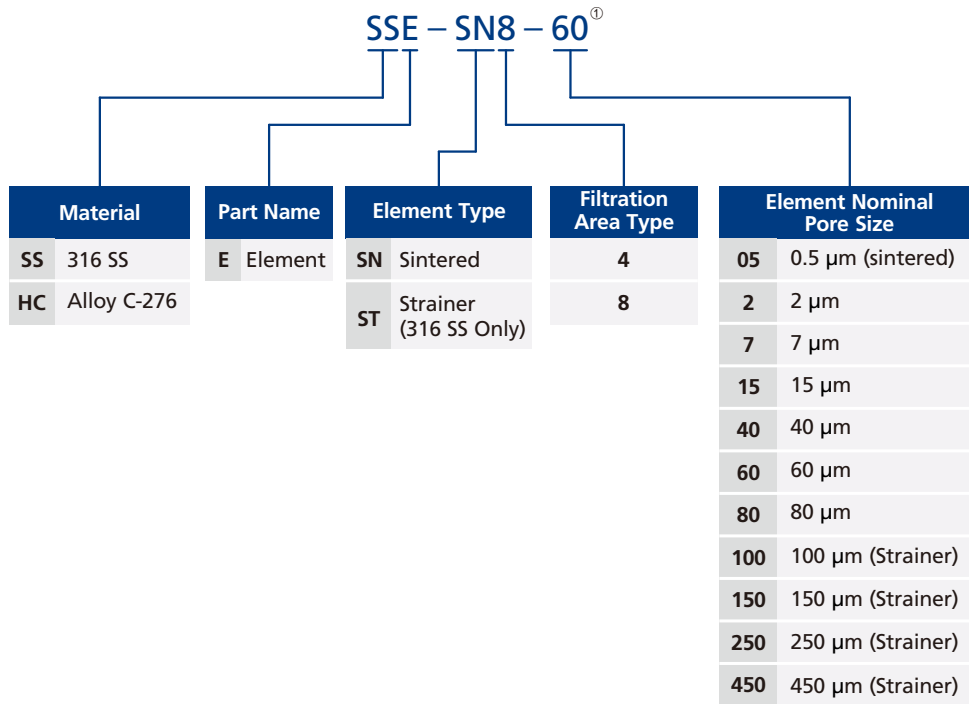 SSE – SN8 – 60①
Material
SS 316 SS
HC Alloy C-276
Part Name
E Element
Element Type
SN Sintered
ST Strainer
(316 SS Only)
Filtration
Area Type
4
8
Element Nominal
Pore Size
05 0.5 µm (sintered)
2 2 µm
7 7 µm
15 15 µm
40 40 µm
60 60 µm
80 80 µm
100 100 µm (Strainer)
150 150 µm (Strainer)
250 250 µm (Strainer)
450 450 µm (Strainer)